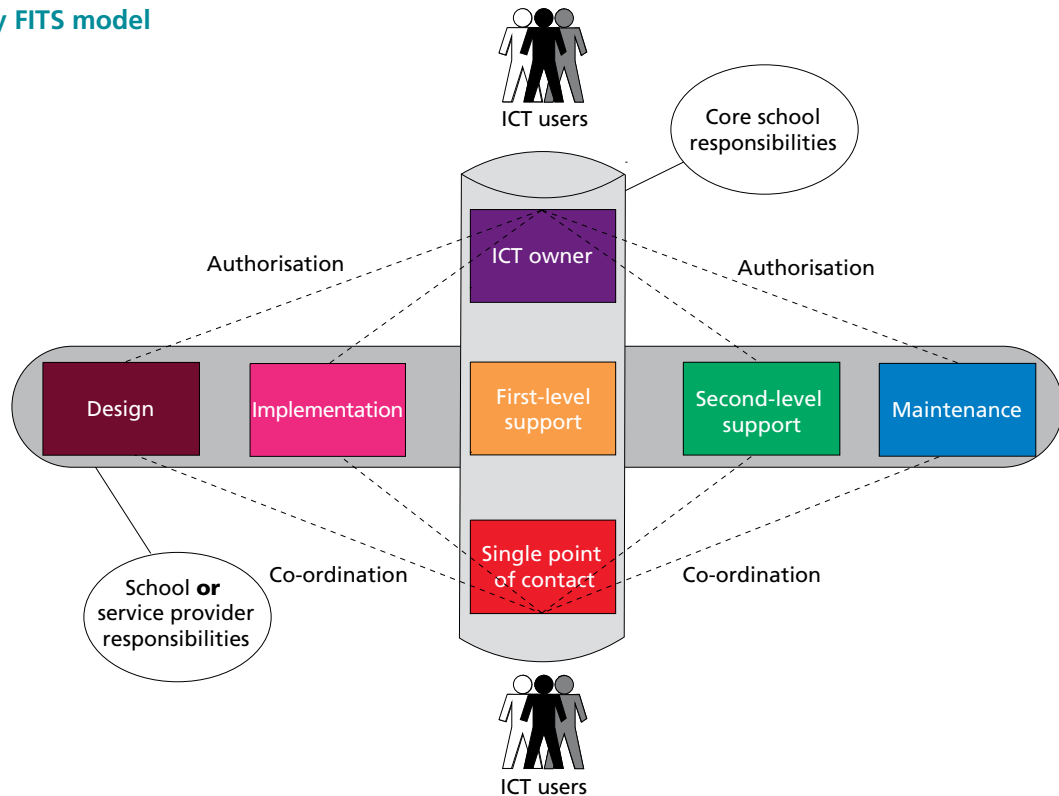 FITS model
ICT users
Core school
responsibilities
ICT owner
Authorisation
Authorisation
Design
Implementation
First-level
support
Second-level
support
Maintenance
Single point
of contact
Co-ordination
Co-ordination
School or
service provider
responsibilities
ICT users